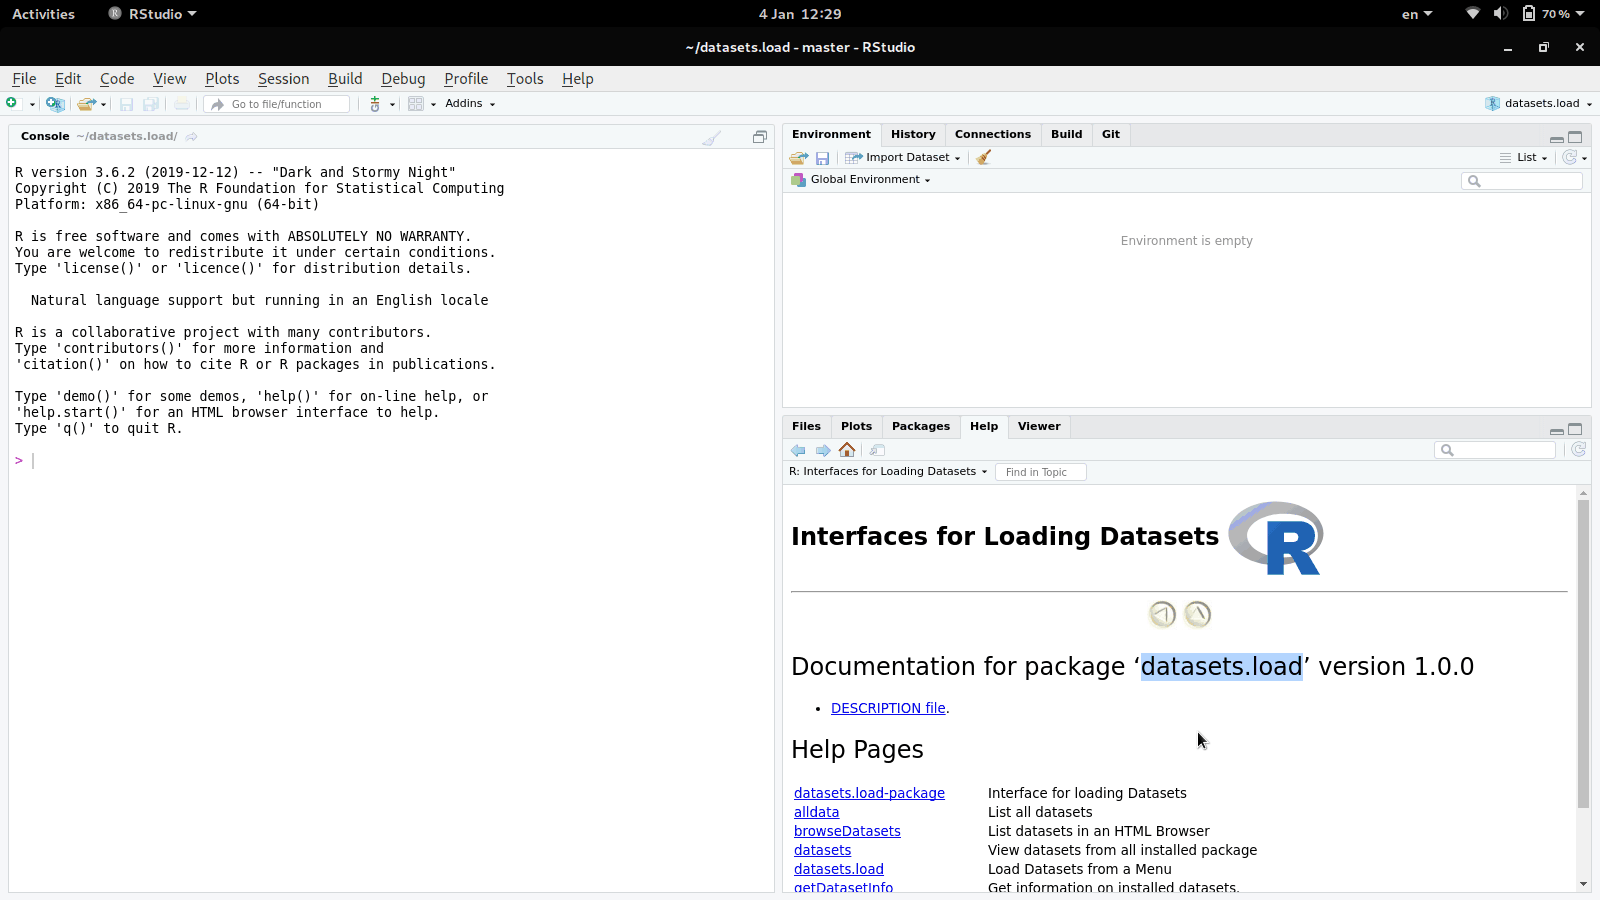 Activities RStudio 4 Jan 12:29 en 70 %
~/datasets.load - master - RStudio
File Edit Code View Plots Session Build Debug Profile Tools Help
Go to file/function Addins datasets.load
Console ~/datasets.load/
R version 3.6.2 (2019-12-12) -- "Dark and Stormy Night"
Copyright (C) 2019 The R Foundation for Statistical Computing
Platform: x86_64-pc-linux-gnu (64-bit)
R is free software and comes with ABSOLUTELY NO WARRANTY.
You are welcome to redistribute it under certain conditions.
Type 'license()' or 'licence()' for distribution details.
Natural language support but running in an English locale
R is a collaborative project with many contributors.
Type 'contributors()' for more information and
'citation()' on how to cite R or R packages in publications.
Type 'demo()' for some demos, 'help()' for on-line help, or
'help.start()' for an HTML browser interface to help.
Type 'q()' to quit R.
>
Environment History Connections Build Git
Import Dataset List
Global Environment
Environment is empty
Files Plots Packages Help Viewer
R: Interfaces for Loading Datasets Find in Topic
Interfaces for Loading Datasets R
Documentation for package ‘datasets.load’ version 1.0.0
• DESCRIPTION file.
Help Pages
datasets.load-package Interface for loading Datasets
alldata List all datasets
browseDatasets List datasets in an HTML Browser
datasets View datasets from all installed package
datasets.load Load Datasets from a Menu
getDatasetInfo Get information on installed datasets.